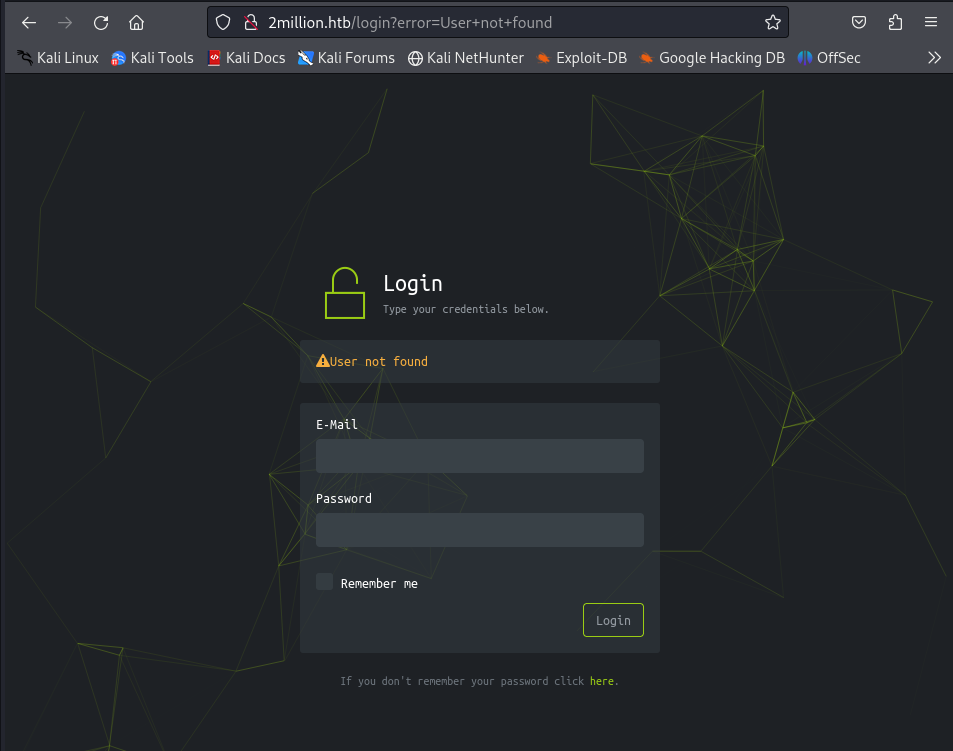 2million.htb/login?error=User+not+found
Kali Linux Kali Tools Kali Docs Kali Forums Kali NetHunter Exploit-DB Google Hacking DB OffSec
Login
Type your credentials below.
User not found
E-Mail
Password
Remember me
Login
If you don't remember your password click here.